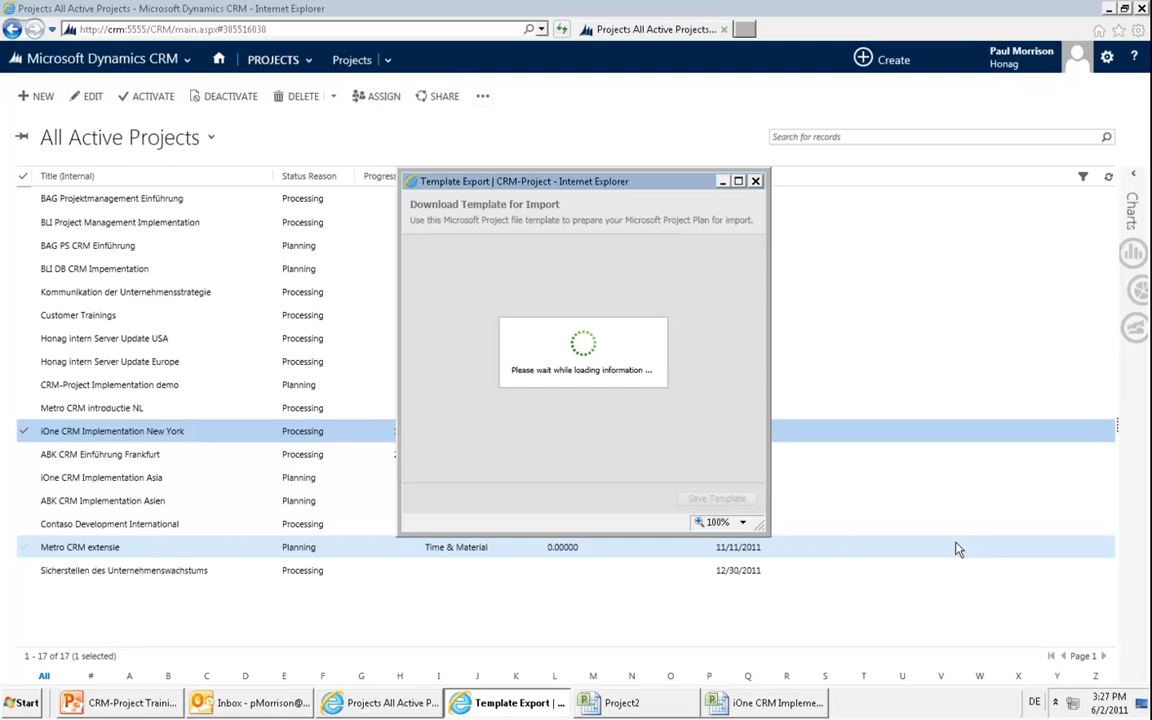 Projects All Active Projects - Microsoft Dynamics CRM - Internet Explorer
http://crm:5555/CRM/main.aspx#305516030
Projects All Active Projects...
Microsoft Dynamics CRM
PROJECTS
Projects
Create
Paul Morrison
Honag
?
NEW
EDIT
ACTIVATE
DEACTIVATE
DELETE
ASSIGN
SHARE
All Active Projects
Search for records
Title (Internal)
Status Reason
Progres
Charts
BAG Projektmanagement Einführung Processing
BLI Project Management Implementation Processing
BAG PS CRM Einführung Planning
BLI DB CRM Impementation Planning
Kommunikation der Unternehmensstrategie Processing
Customer Trainings Processing
Honag intern Server Update USA Processing
Honag intern Server Update Europe Processing
CRM-Project Implementation demo Planning
Metro CRM introductie NL Processing
iOne CRM Implementation New York Processing
ABK CRM Einführung Frankfurt Processing
iOne CRM Implementation Asia Planning
ABK CRM Implementation Asien Planning
Contaso Development International Processing
Metro CRM extensie Planning Time & Material 0.00000 11/11/2011
Sicherstellen des Unternehmenswachstums Processing 12/30/2011
Template Export | CRM-Project - Internet Explorer
Download Template for Import
Use this Microsoft Project file template to prepare your Microsoft Project Plan for import.
Please wait while loading information ...
Save Template
100%
1 - 17 of 17 (1 selected)
Page 1
All # A B C D E F G H I J K L M N O P Q R S T U V W X Y Z
Start
CRM-Project Traini...
Inbox - pMorrison@...
Projects All Active P...
Template Export | ...
Project2
iOne CRM Impleme...
DE
3:27 PM
6/2/2011